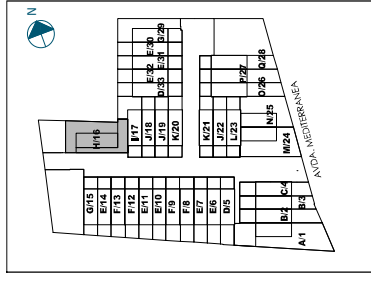 N
G/29
E/30
E/31
E/32
D/33
H/16
I/17
J/18
J/19
K/20
K/21
J/22
L/23
P/27
Q/28
O/26
N/25
M/24
G/15
E/14
F/13
F/12
E/11
E/10
F/9
F/8
E/7
E/6
D/5
C/4
B/3
B/2
A/1
AVDA. MEDITERRANEA